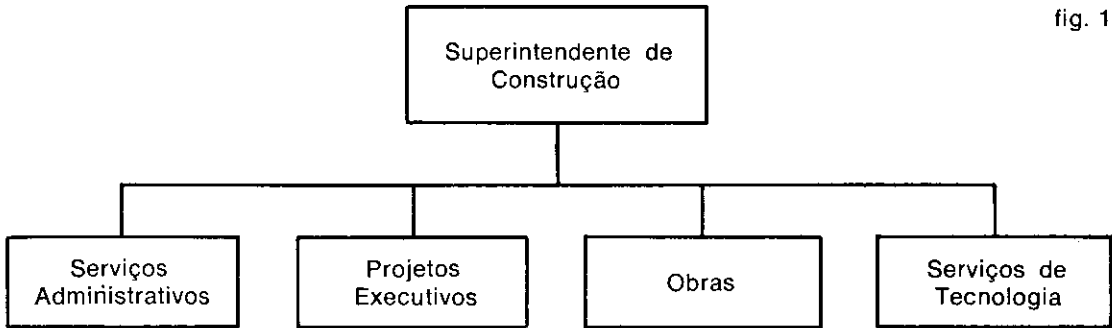 fig. 1
Superintendente de
Construção
Serviços
Administrativos
Projetos
Executivos
Obras
Serviços de
Tecnologia